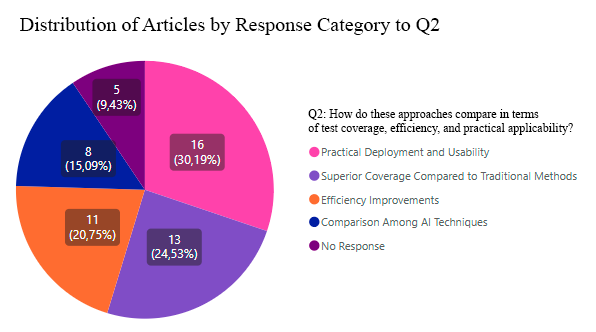 Distribution of Articles by Response Category to Q2
5
(9,43%)
16
(30,19%)
8
(15,09%)
11
(20,75%)
13
(24,53%)
Q2: How do these approaches compare in terms
of test coverage, efficiency, and practical applicability?
Practical Deployment and Usability
Superior Coverage Compared to Traditional Methods
Efficiency Improvements
Comparison Among AI Techniques
No Response